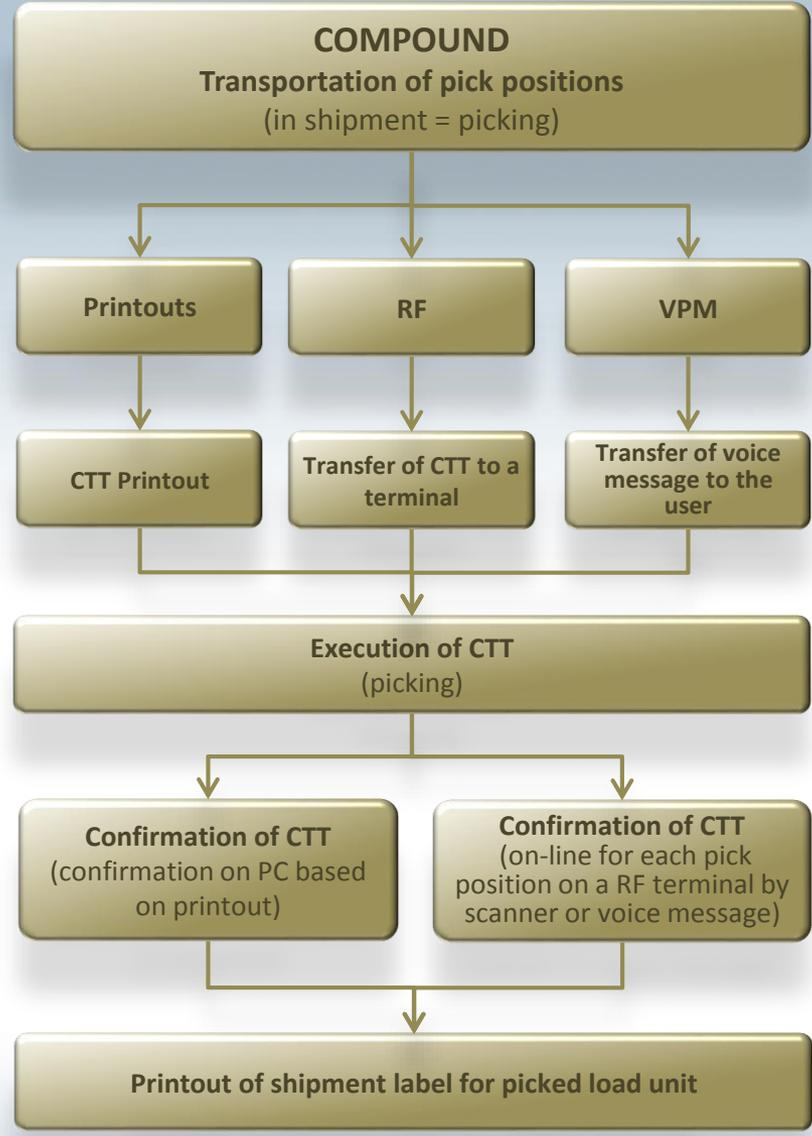 COMPOUND
Transportation of pick positions
(in shipment = picking)
Printouts
RF
VPM
CTT Printout
Transfer of CTT to a
terminal
Transfer of voice
message to the
user
Execution of CTT
(picking)
Confirmation of CTT
(confirmation on PC based
on printout)
Confirmation of CTT
(on-line for each pick
position on a RF terminal by
scanner or voice message)
Printout of shipment label for picked load unit